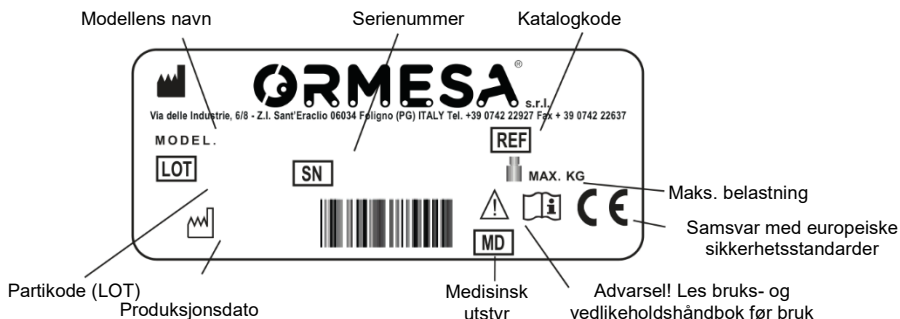 Modellens navn
Serienummer
Katalogkode
ORMESA® s.r.l.
Via delle Industrie, 6/8 - Z.I. Sant'Eraclio 06034 Foligno (PG) ITALY Tel. +39 0742 22927 Fax + 39 0742 22637
MODEL.
REF
LOT
SN
MAX. KG
Maks. belastning
CE
Samsvar med europeiske
sikkerhetsstandarder
MD
Partikode (LOT)
Produksjonsdato
Medisinsk
utstyr
Advarsel! Les bruks- og
vedlikeholdshåndbok før bruk